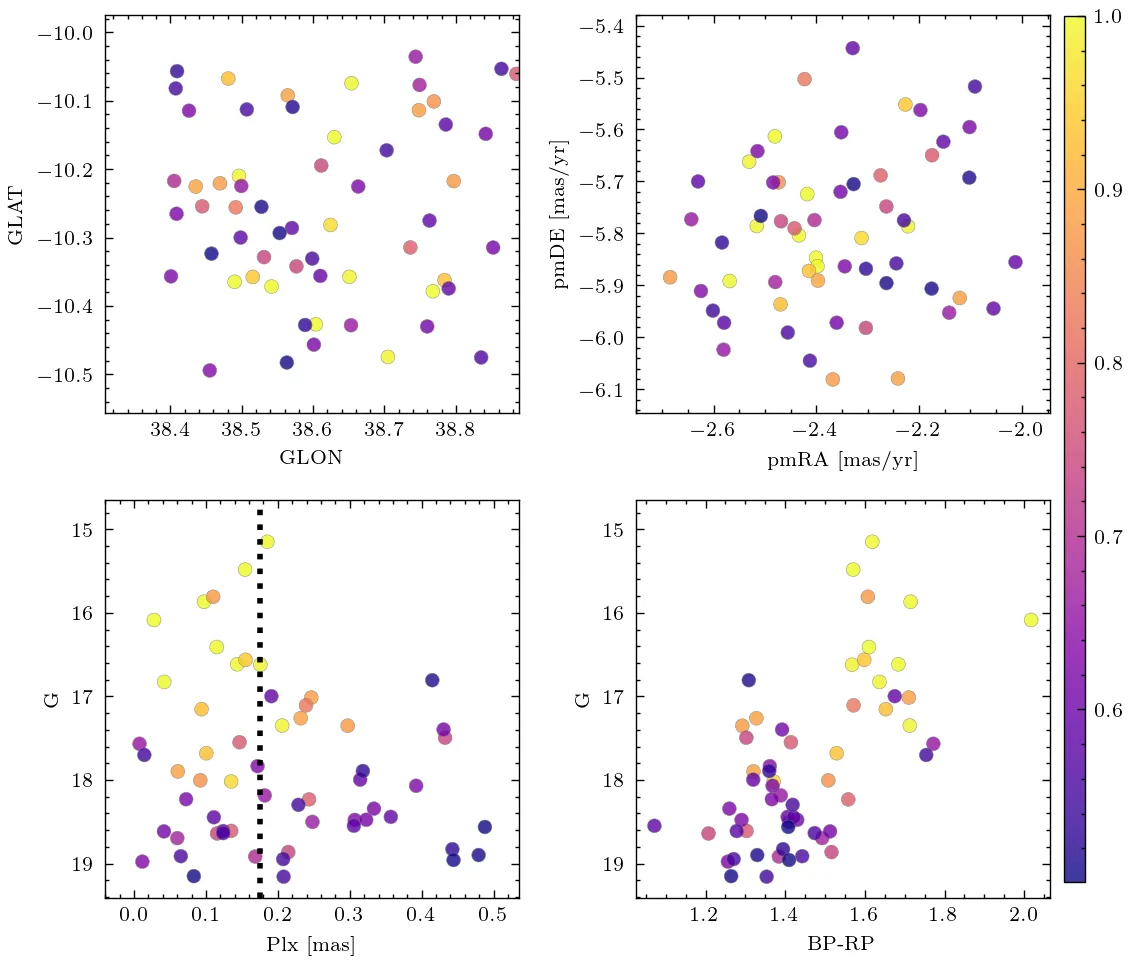 −10.0
−10.1
−10.2
−10.3
−10.4
−10.5
GLAT
38.4 38.5 38.6 38.7 38.8
GLON
−5.4
−5.5
−5.6
−5.7
−5.8
−5.9
−6.0
−6.1
pmDE [mas/yr]
−2.6 −2.4 −2.2 −2.0
pmRA [mas/yr]
1.0
0.9
0.8
0.7
0.6
15
16
17
18
19
G
0.0 0.1 0.2 0.3 0.4 0.5
Plx [mas]
15
16
17
18
19
G
1.2 1.4 1.6 1.8 2.0
BP-RP